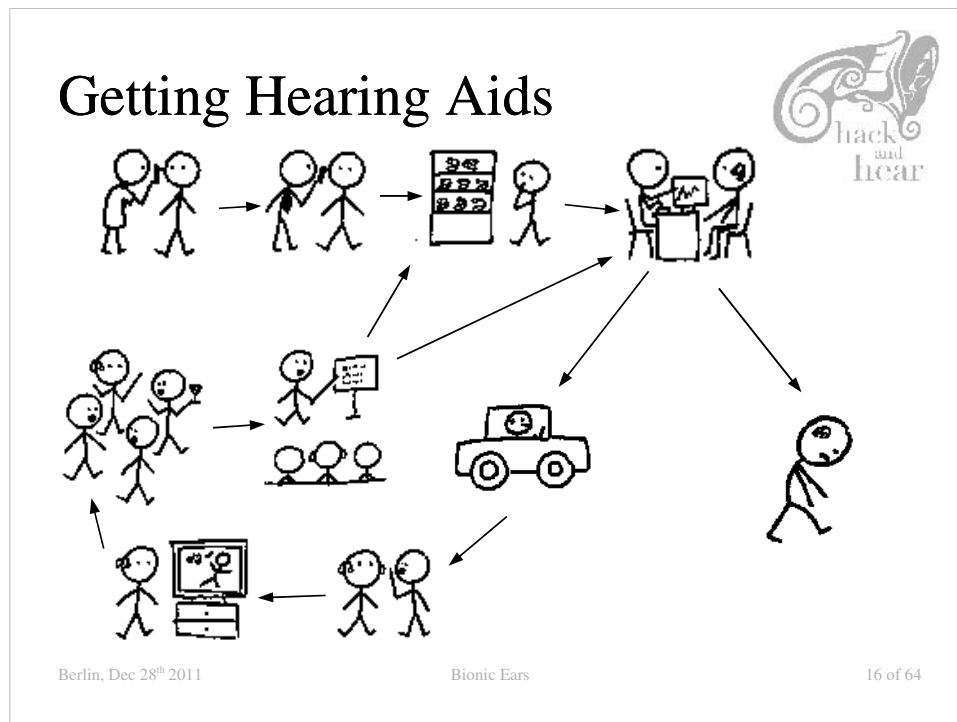 Getting Hearing Aids
hack
and
hear
Berlin, Dec 28th 2011
Bionic Ears
16 of 64